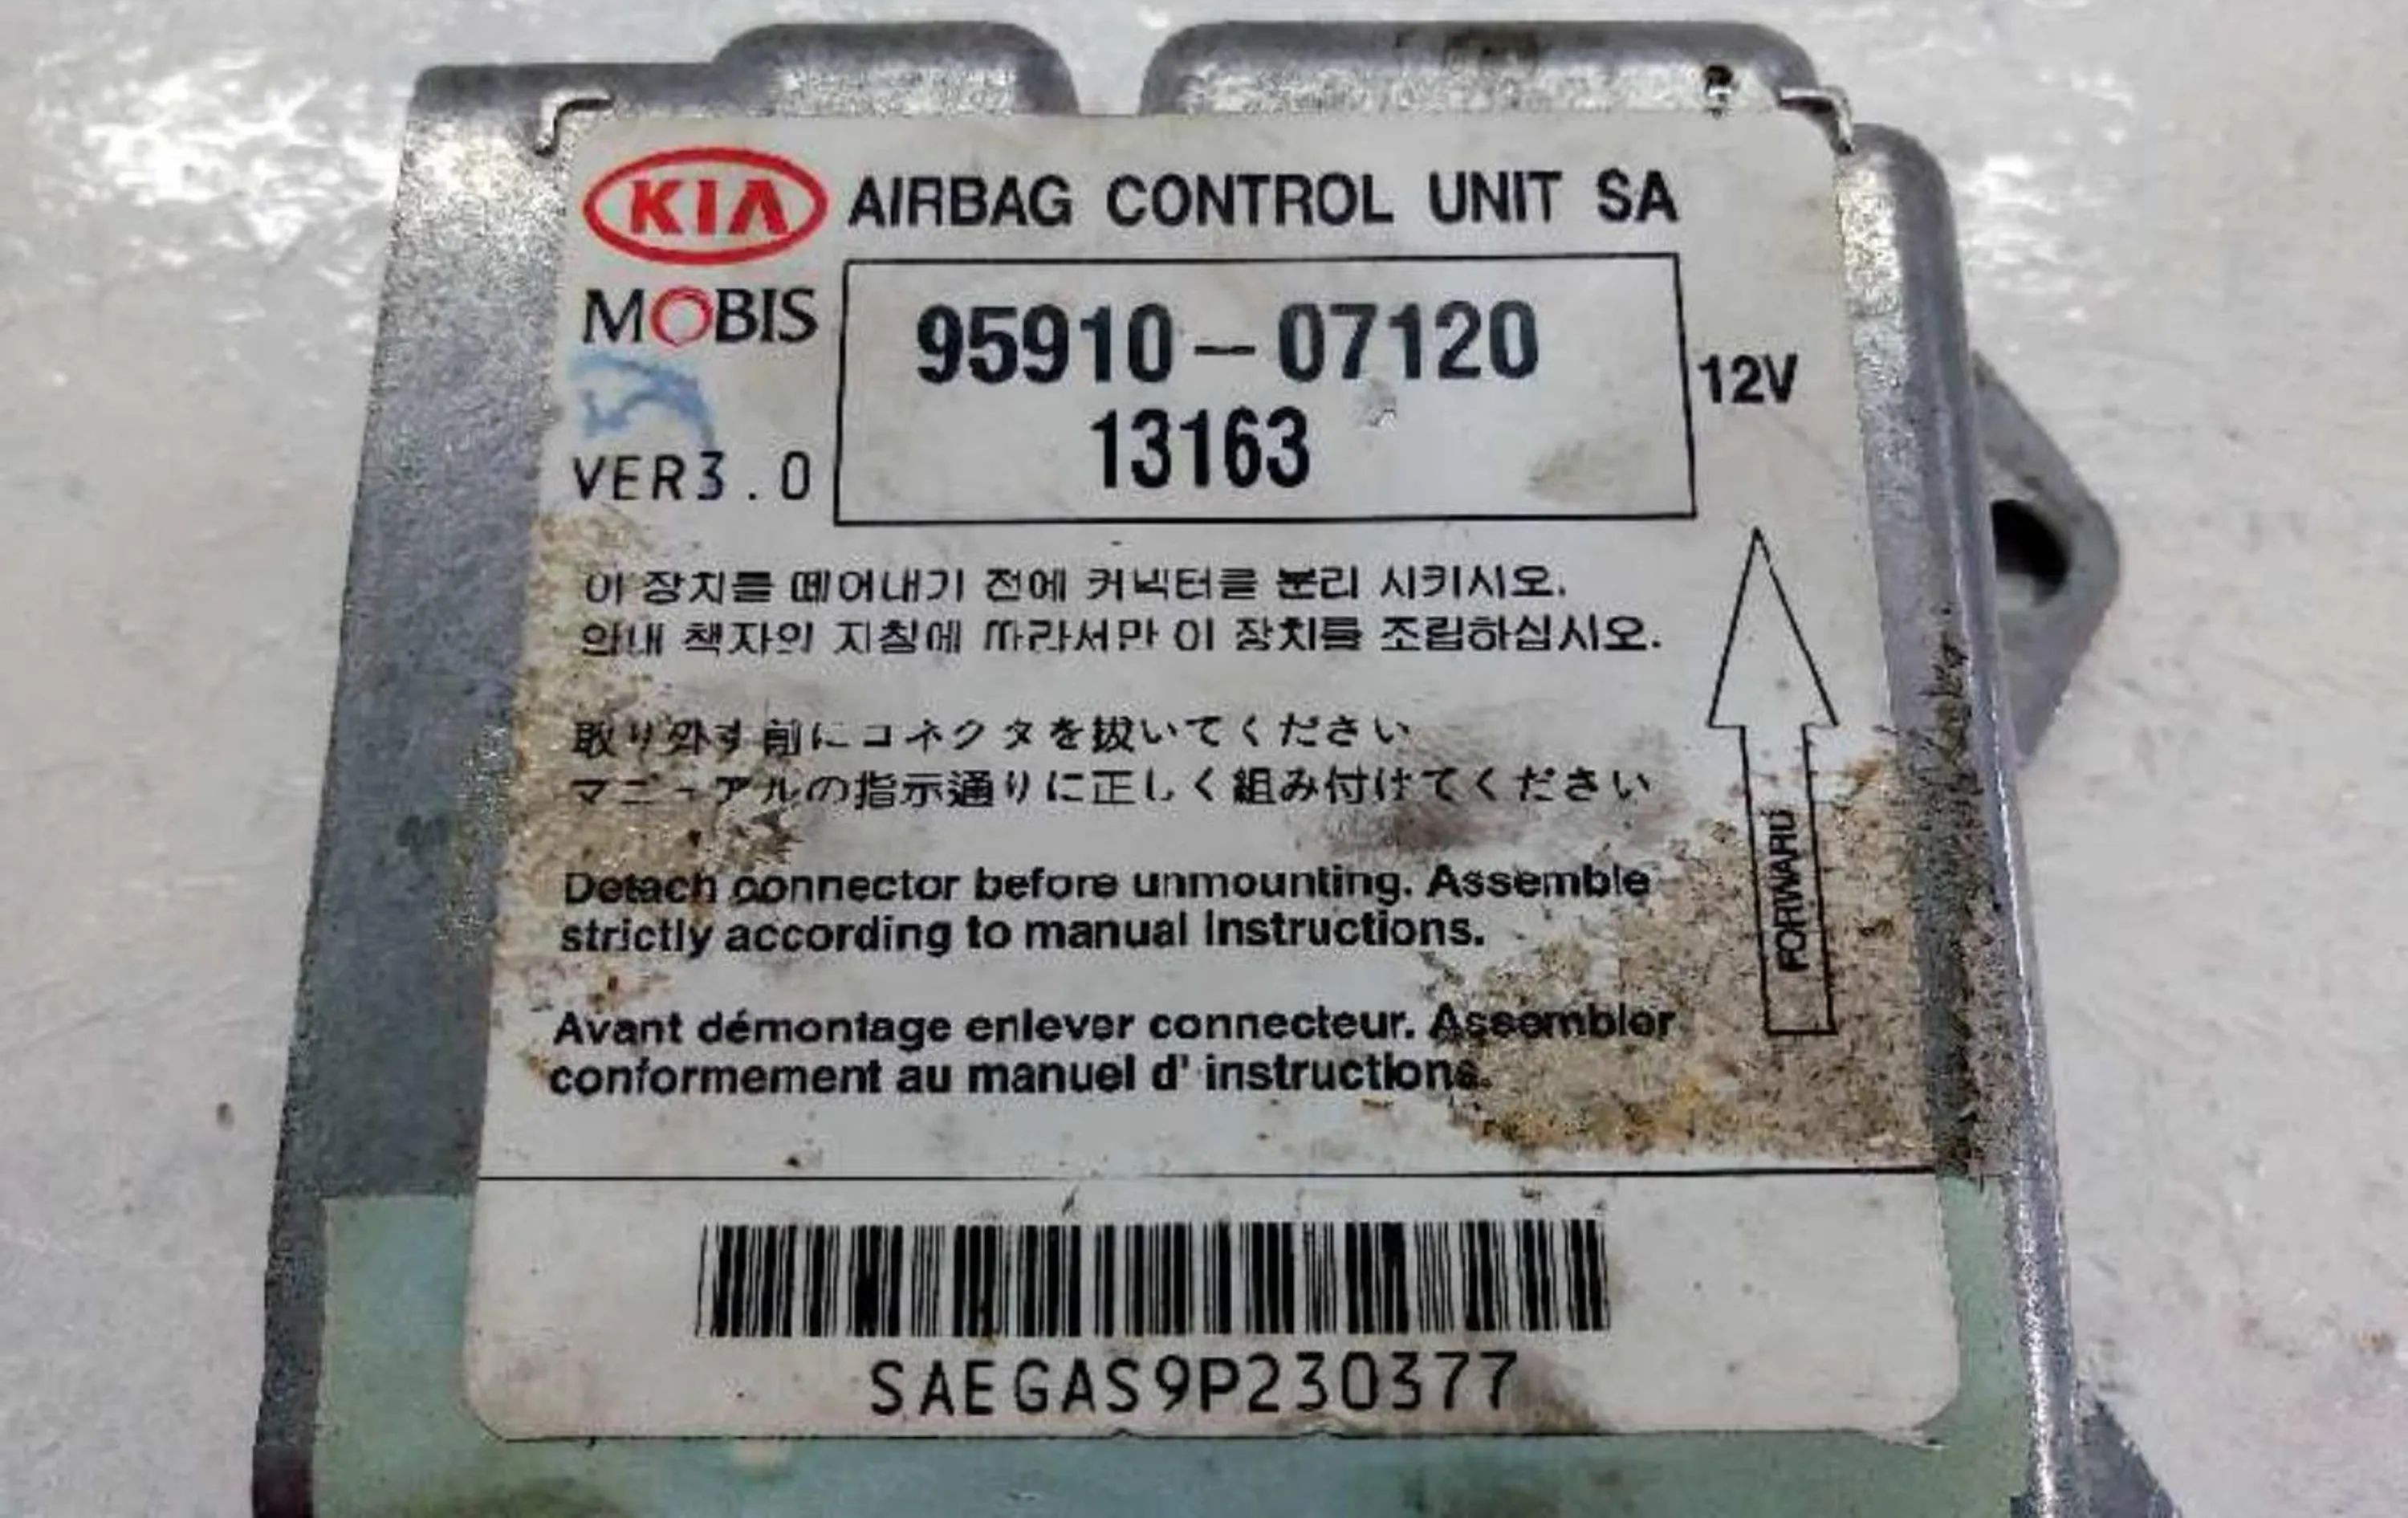 KIA AIRBAG CONTROL UNIT SA
MOBIS
95910-07120
12V
13163
VER3.0
이 장치를 떼어내기 전에 커넥터를 분리 시키시오.
안내 책자의 지침에 따라서만 이 장치를 조립하십시오.
取り外す前にコネクタを抜いてください
マニュアルの指示通りに正しく組み付けてください
FORWARD
Detach connector before unmounting. Assemble
strictly according to manual Instructions.
Avant démontage enlever connecteur. Assembler
conformement au manuel d' instructions.
SAEGAS9P230377